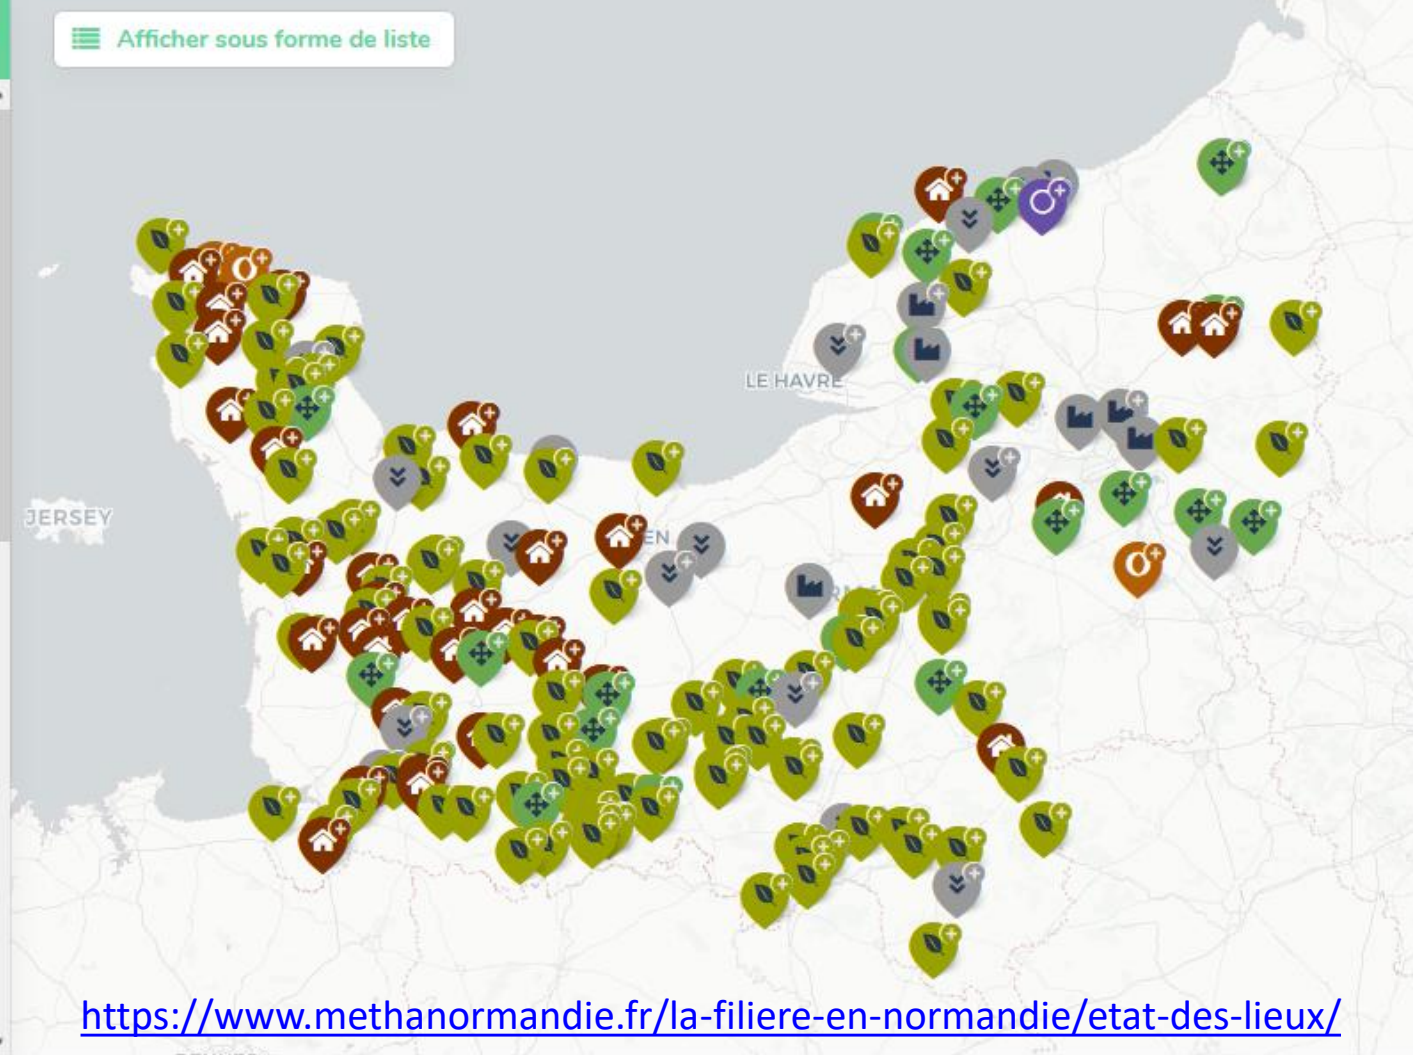 Afficher sous forme de liste
LE HAVRE
JERSEY
https://www.methanormandie.fr/la-filiere-en-normandie/etat-des-lieux/